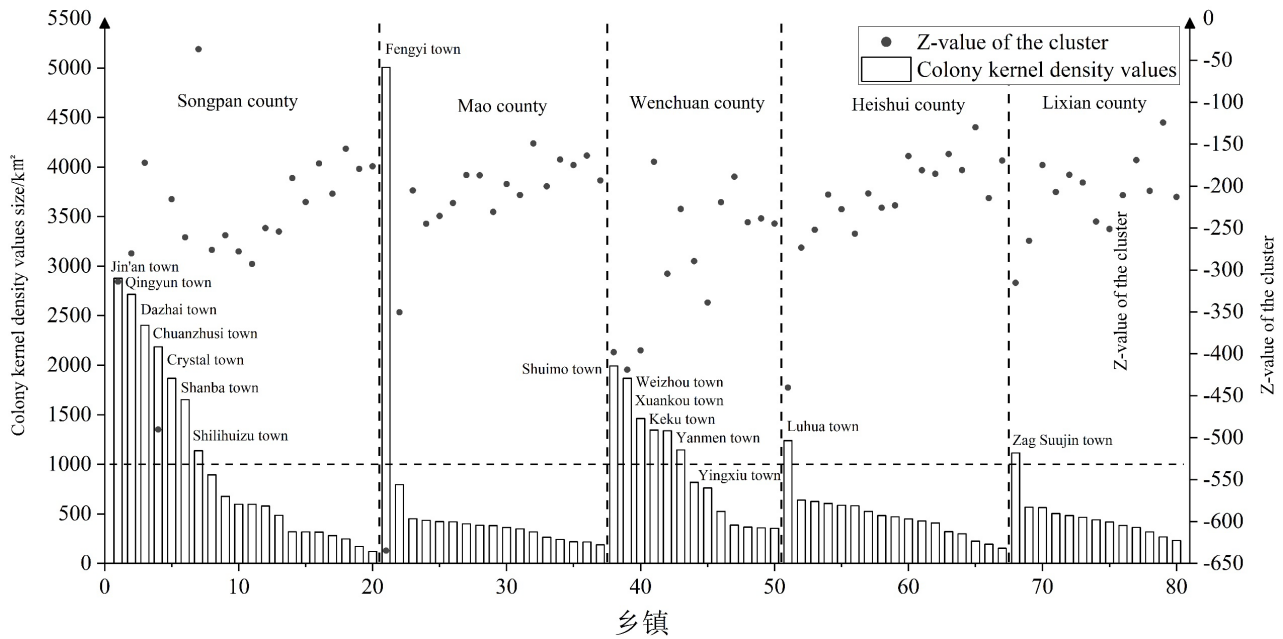 5500
5000
4500
4000
3500
3000
2500
2000
1500
1000
500
0
Colony kernel density values size/km²
0
-50
-100
-150
-200
-250
-300
-350
-400
-450
-500
-550
-600
-650
Z-value of the cluster
Z-value of the cluster
Z-value of the cluster
Colony kernel density values
Songpan county
Mao county
Wenchuan county
Heishui county
Lixian county
Fengyi town
Jin'an town
Qingyun town
Dazhai town
Chuanzhusi town
Crystal town
Shanba town
Shilihuizu town
Shuimo town
Weizhou town
Xuankou town
Keku town
Yanmen town
Yingxiu town
Luhua town
Zag Suujin town
0
10
20
30
40
50
60
70
80
乡镇